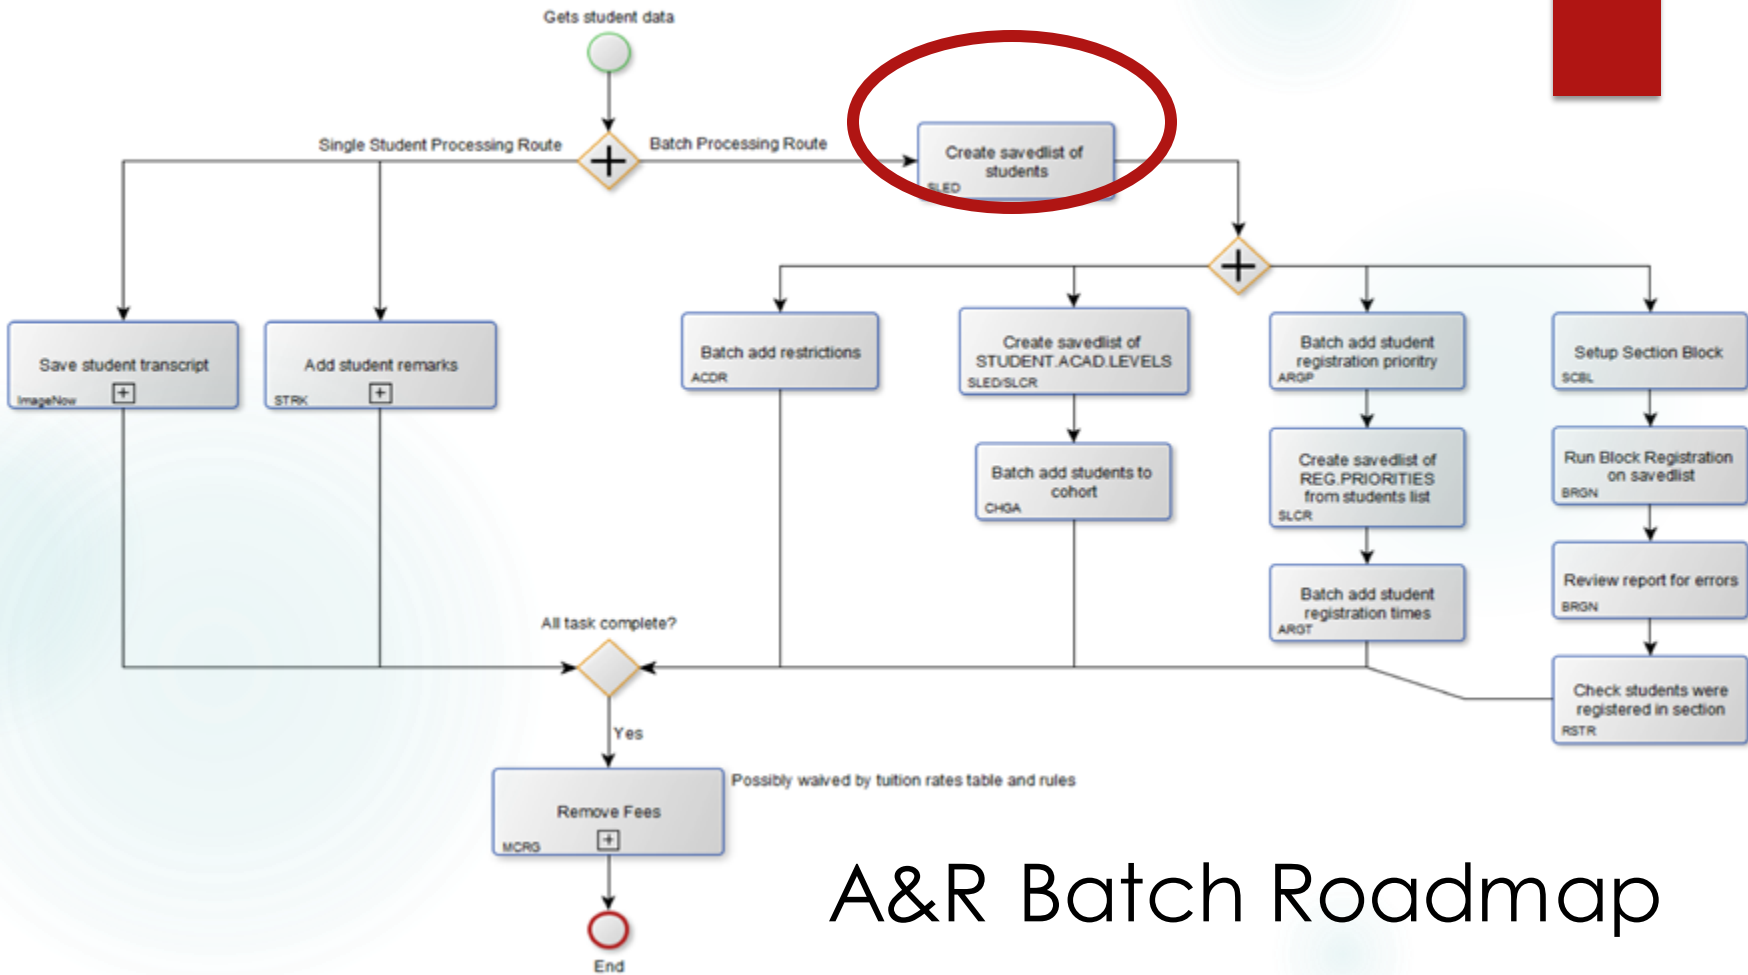 Gets student data
Single Student Processing Route
Batch Processing Route
Create savedlist of
students
SLED
Save student transcript
ImageNow
Add student remarks
STRK
Batch add restrictions
ACDR
Create savedlist of
STUDENT.ACAD.LEVELS
SLED/SLCR
Batch add students to
cohort
CHGA
Batch add student
registration priortry
ARGP
Create savedlist of
REG.PRIORITIES
from students list
SLCR
Batch add student
registration times
ARGT
Setup Section Block
SCBL
Run Block Registration
on savedlist
BRGN
Review report for errors
BRGN
Check students were
registered in section
RSTR
All task complete?
Yes
Remove Fees
MCRG
Possibly waived by tuition rates table and rules
End
A&R Batch Roadmap